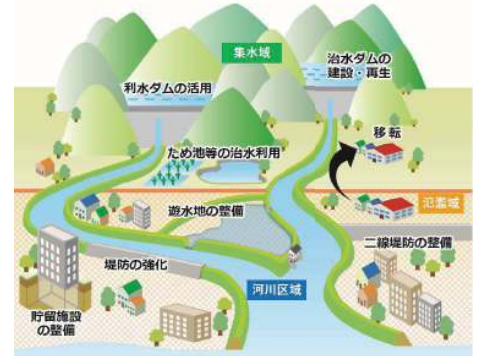 集水域
治水ダムの
建設・再生
利水ダムの活用
移転
ため池等の治水利用
氾濫域
遊水地の整備
二線堤防の整備
堤防の強化
河川区域
貯留施設
の整備